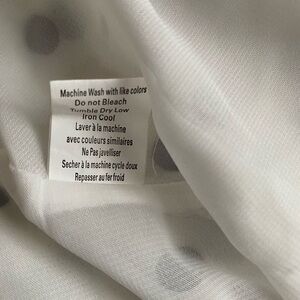 Machine Wash with like colors
Do not Bleach
Tumble Dry Low
Iron Cool
Laver à la machine
avec couleurs similaires
Ne Pas javelliser
Secher à la machine cycle doux
Repasser au fer froid